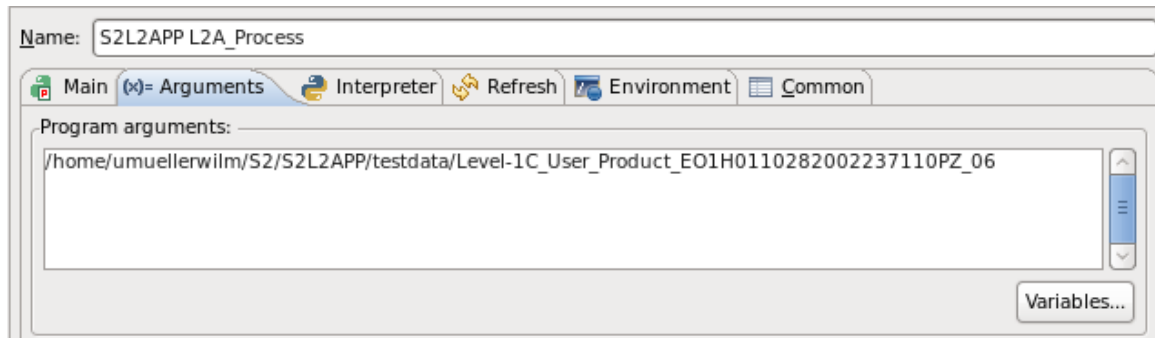 Name: S2L2APP L2A_Process
Main (x)= Arguments Interpreter Refresh Environment Common
Program arguments:
/home/umuellerwilm/S2/S2L2APP/testdata/Level-1C_User_Product_EO1H0110282002237110PZ_06
Variables...